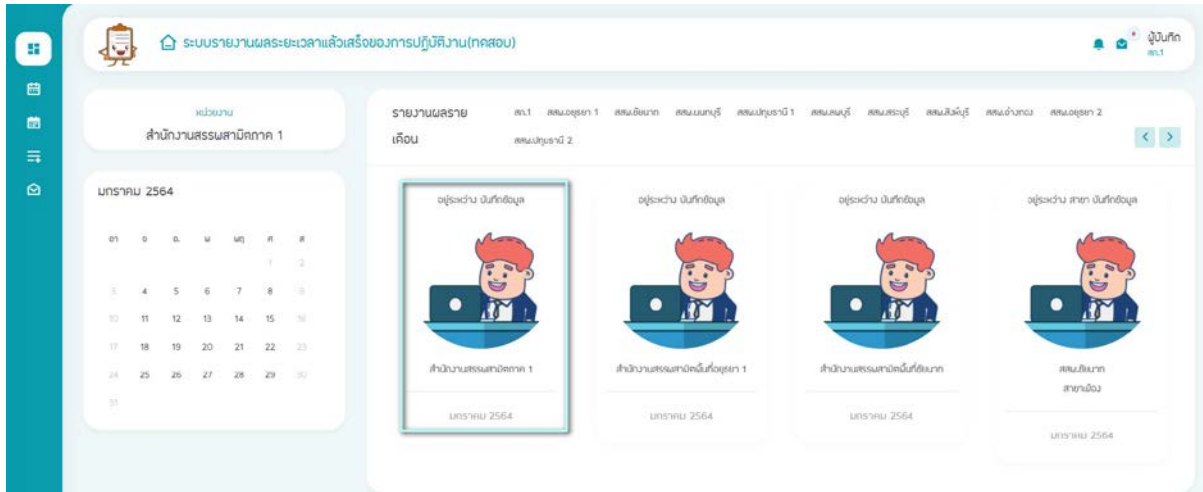 ระบบรายงานผลระยะเวลาแล้วเสร็จของการปฏิบัติงาน(ทดสอบ)
ผู้บันทึก
สก.1
หน่วยงาน
สำนักงานสรรพสามิตภาค 1
มกราคม 2564
อา จ อ. พ พฤ ศ ส
1 2
3 4 5 6 7 8 9
10 11 12 13 14 15 16
17 18 19 20 21 22 23
24 25 26 27 28 29 30
31
รายงานผลราย
เดือน
สภ.1 สสพ.อยุธยา 1 สสพ.ชัยนาท สสพ.นนทบุรี สสพ.ปทุมธานี 1 สสพ.ลพบุรี สสพ.สระบุรี สสพ.สิงห์บุรี สสพ.อ่างทอง สสพ.อยุธยา 2
สสพ.ปทุมธานี 2
อยู่ระหว่าง บันทึกข้อมูล
สำนักงานสรรพสามิตภาค 1
มกราคม 2564
อยู่ระหว่าง บันทึกข้อมูล
สำนักงานสรรพสามิตพื้นที่อยุธยา 1
มกราคม 2564
อยู่ระหว่าง บันทึกข้อมูล
สำนักงานสรรพสามิตพื้นที่ชัยนาท
มกราคม 2564
อยู่ระหว่าง สาขา บันทึกข้อมูล
สสพ.ชัยนาท
สาขาเมือง
มกราคม 2564